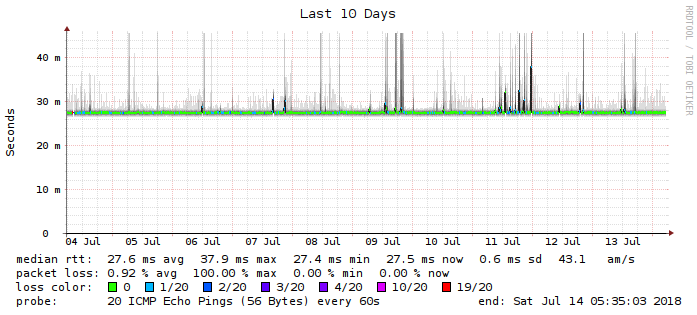 Last 10 Days
RRDTOOL / TOBI OETIKER
Seconds
40 m
30 m
20 m
10 m
0
04 Jul 05 Jul 06 Jul 07 Jul 08 Jul 09 Jul 10 Jul 11 Jul 12 Jul 13 Jul
median rtt: 27.6 ms avg 37.9 ms max 27.4 ms min 27.5 ms now 0.6 ms sd 43.1 am/s
packet loss: 0.92 % avg 100.00 % max 0.00 % min 0.00 % now
loss color: 0 1/20 2/20 3/20 4/20 10/20 19/20
probe: 20 ICMP Echo Pings (56 Bytes) every 60s end: Sat Jul 14 05:35:03 2018